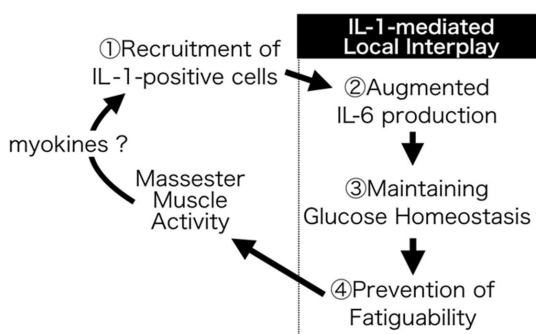 IL-1-mediated
Local Interplay
①Recruitment of
IL-1-positive cells
②Augmented
IL-6 production
③Maintaining
Glucose Homeostasis
④Prevention of
Fatiguability
Massester
Muscle
Activity
myokines ?